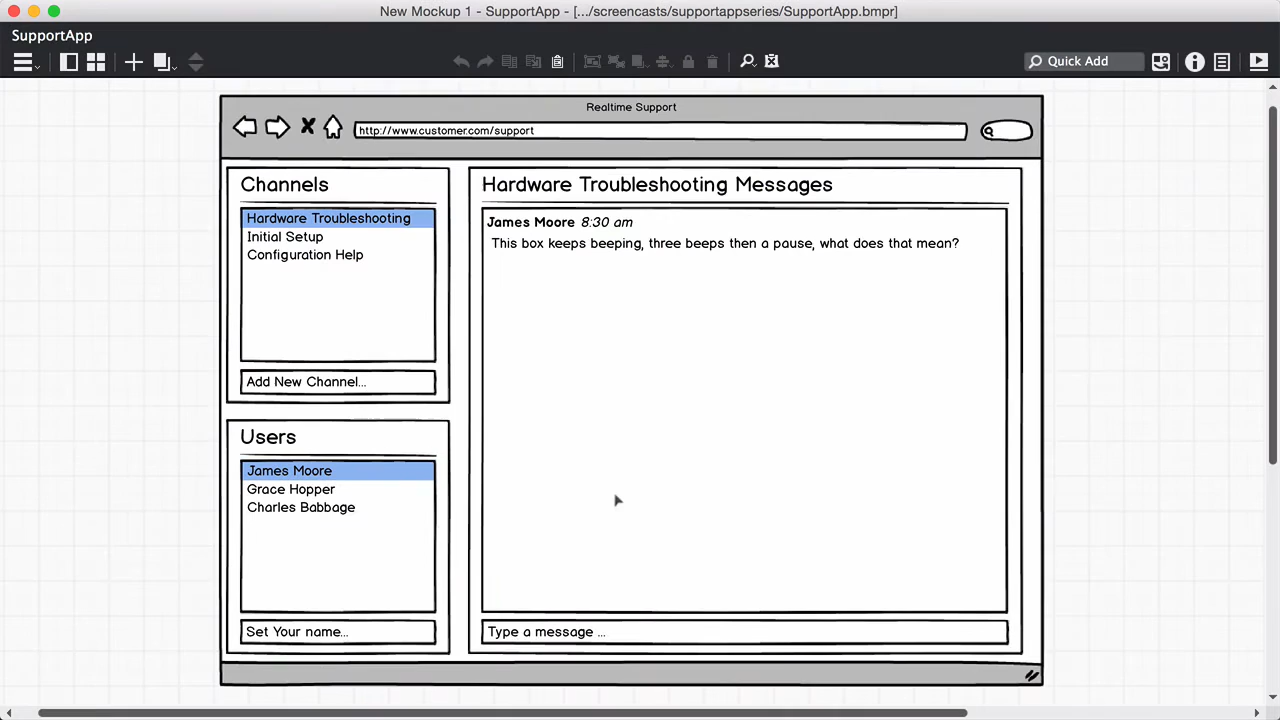 New Mockup 1 - SupportApp - [.../screencasts/supportappseries/SupportApp.bmpr]
SupportApp
Quick Add
Realtime Support
http://www.customer.com/support
Channels
Hardware Troubleshooting
Initial Setup
Configuration Help
Add New Channel...
Users
James Moore
Grace Hopper
Charles Babbage
Set Your name...
Hardware Troubleshooting Messages
James Moore 8:30 am
This box keeps beeping, three beeps then a pause, what does that mean?
Type a message ...